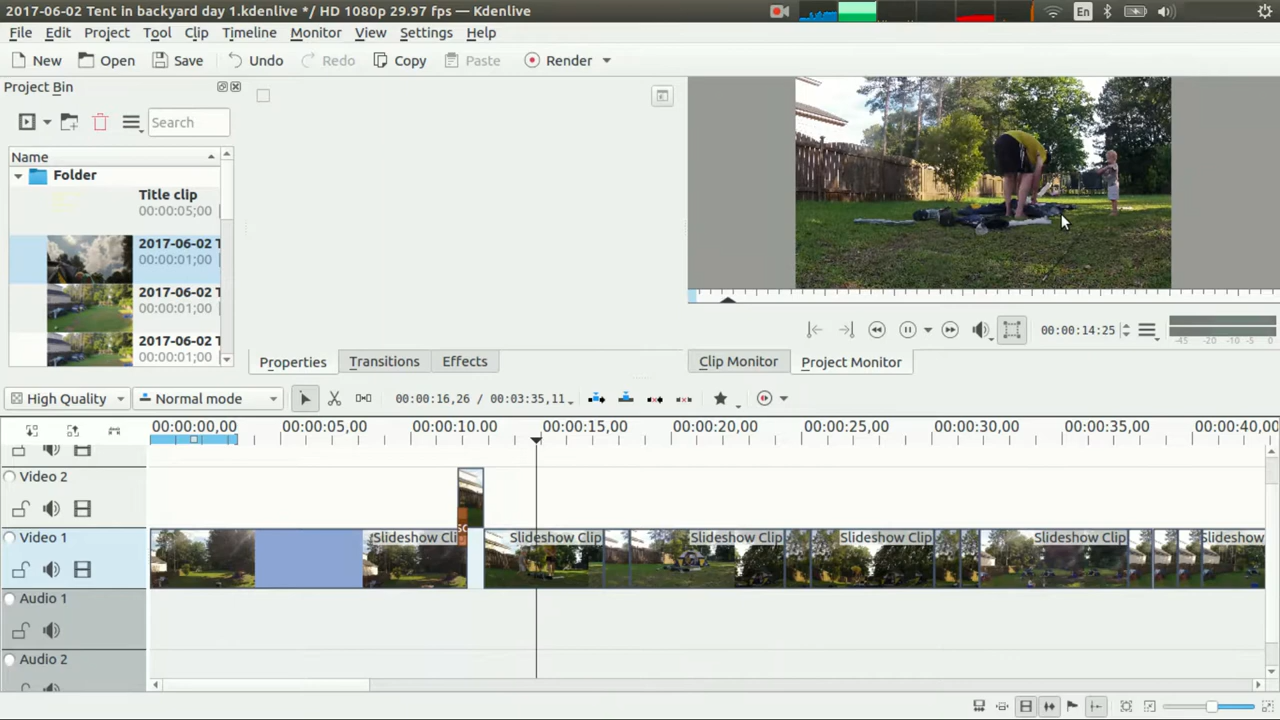 2017-06-02 Tent in backyard day 1.kdenlive */ HD 1080p 29.97 fps — Kdenlive
En
File Edit Project Tool Clip Timeline Monitor View Settings Help
New Open Save Undo Redo Copy Paste Render
Project Bin
Search
Name
Folder
Title clip
00:00:05;00
2017-06-02 T
00:00:01;00
2017-06-02 T
00:00:01;00
2017-06-02 T
00:00:01;00
00:00:14:25
-45 -20 -10 -5 0
Properties Transitions Effects
Clip Monitor Project Monitor
High Quality Normal mode 00:00:16,26 / 00:03:35,11
00:00:00,00 00:00:05,00 00:00:10,00 00:00:15,00 00:00:20,00 00:00:25,00 00:00:30,00 00:00:35,00 00:00:40,00
Video 2
Video 1
Slideshow Cli Slideshow Clip Slideshow Clip Slideshow Clip Slideshow Clip Slideshow
Audio 1
Audio 2